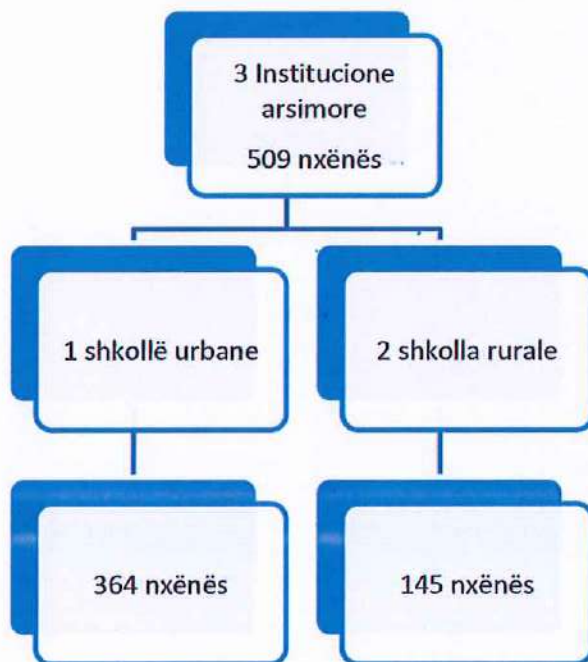 3 Institucione
arsimore
509 nxënës
1 shkollë urbane
2 shkolla rurale
364 nxënës
145 nxënës